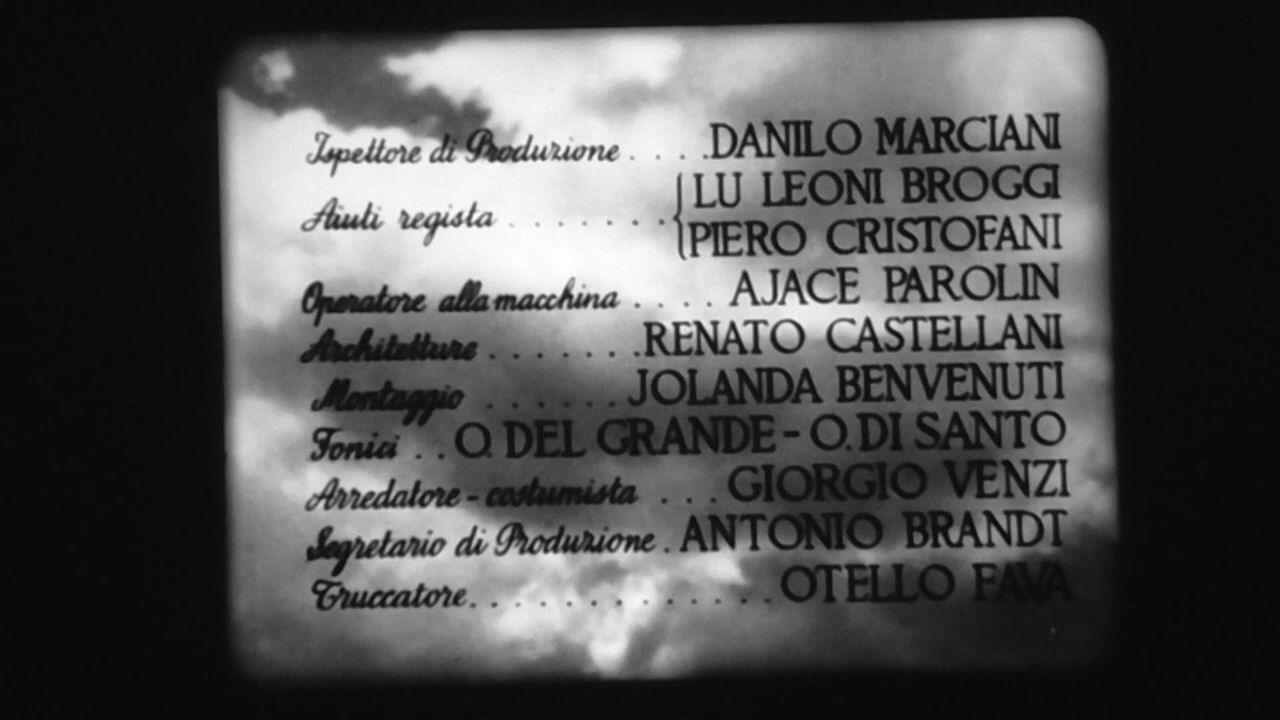 Ispettore di Produzione . . . . DANILO MARCIANI
Aiuti regista . . . . . . . { LU LEONI BROGGI
PIERO CRISTOFANI
Operatore alla macchina . . . . AJACE PAROLIN
Architetture . . . . . . . RENATO CASTELLANI
Montaggio . . . . . . JOLANDA BENVENUTI
Fonici . . O. DEL GRANDE - O. DI SANTO
Arredatore - costumista . . . GIORGIO VENZI
Segretario di Produzione . ANTONIO BRANDT
Truccatore . . . . . . . . . . . . . OTELLO FAVA